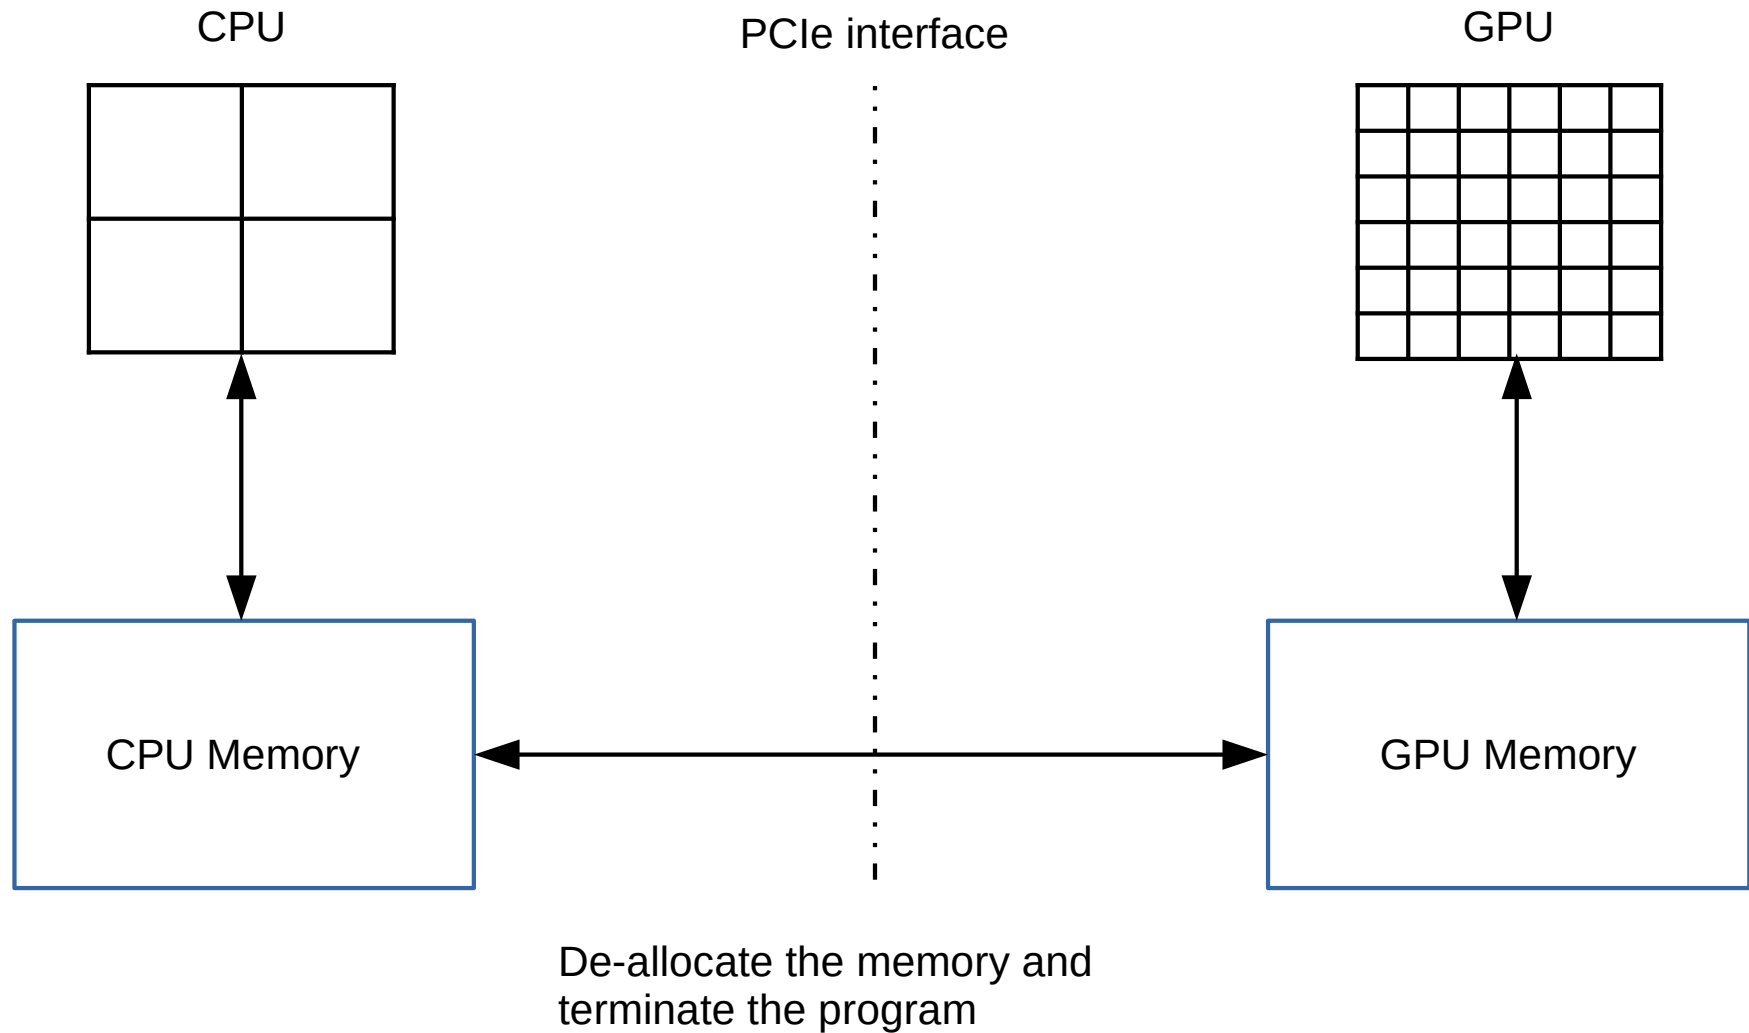 CPU
PCIe interface
GPU
CPU Memory
GPU Memory
De-allocate the memory and
terminate the program